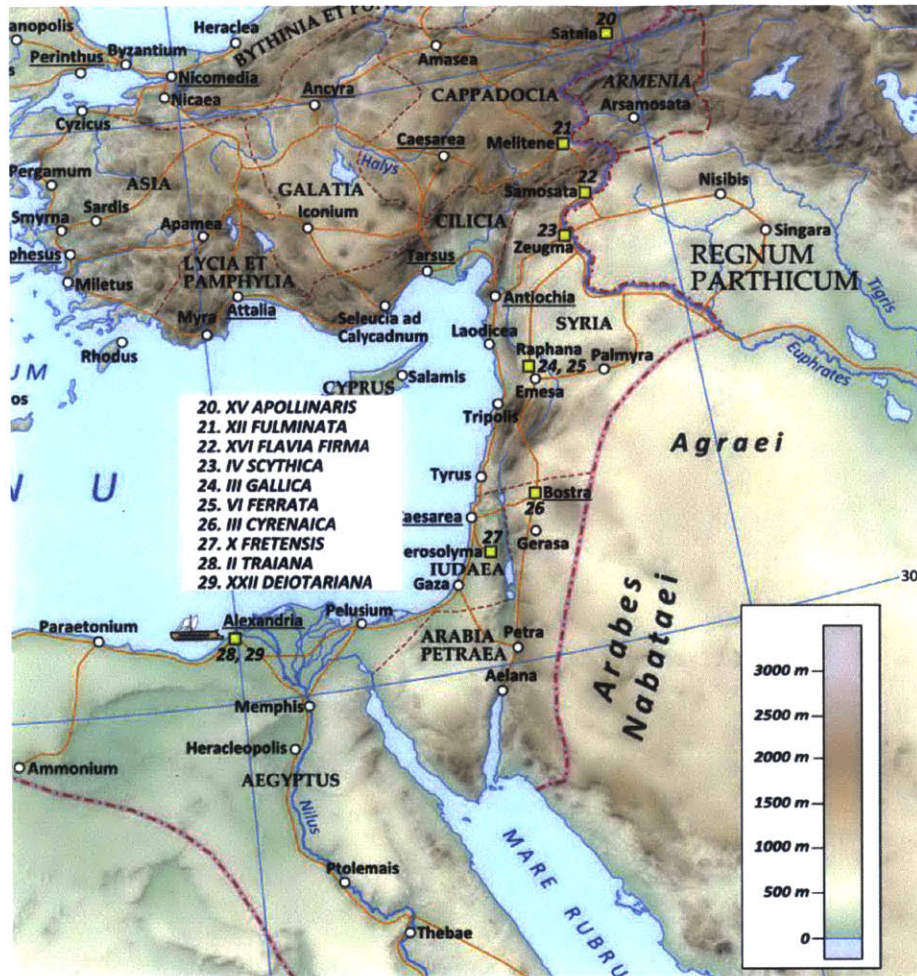 anopolis
Heraclea
BYTHINIA ET
20
Satala
Perinthus
Byzantium
Amasea
Nicomedia
ARMENIA
Nicaea
Ancyra
CAPPADOCIA
Arsamosata
Cyzicus
21
Melitene
Caesarea
Halys
Pergamum
22
Samosata
Nisibis
ASIA
GALATIA
Smyrna
Sardis
Apamea
Iconium
CILICIA
23
Zeugma
Singara
phesus
REGNUM
PARTHICUM
LYCIA ET
PAMPHYLIA
Tarsus
Miletus
Attalia
Antiochia
Tigris
Myra
Seleucia ad
Calycadnum
Laodicea
SYRIA
Rhodus
Raphana
24, 25
Palmyra
Euphrates
UM
os
CYPRUS
Salamis
Emesa
Tripolis
20. XV APOLLINARIS
21. XII FULMINATA
22. XVI FLAVIA FIRMA
23. IV SCYTHICA
24. III GALLICA
25. VI FERRATA
26. III CYRENAICA
27. X FRETENSIS
28. II TRAIANA
29. XXII DEIOTARIANA
Agraei
N U
Tyrus
Bostra
26
aesarea
Gerasa
27
erosolyma
IUDAEA
Gaza
30
Arabes
Nabataei
Paraetonium
Alexandria
28, 29
Pelusium
ARABIA
PETRAEA
Petra
Aelana
Memphis
Heracleopolis
Ammonium
AEGYPTUS
Nilus
MARE RUBRU
Ptolemais
Thebae
3000 m
2500 m
2000 m
1500 m
1000 m
500 m
0